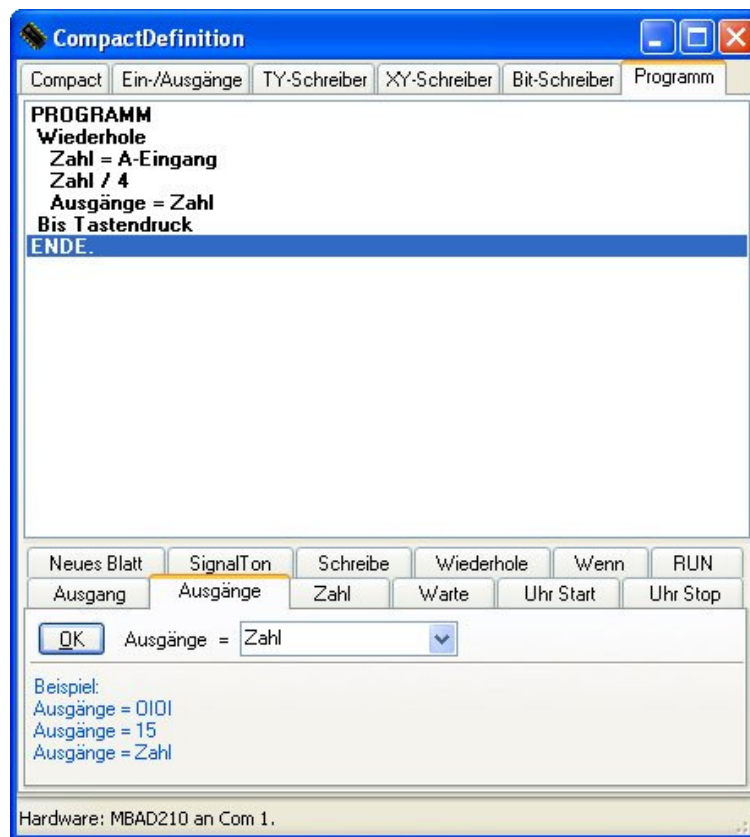 CompactDefinition
Compact Ein-/Ausgänge TY-Schreiber XY-Schreiber Bit-Schreiber Programm
PROGRAMM
Wiederhole
Zahl = A-Eingang
Zahl / 4
Ausgänge = Zahl
Bis Tastendruck
ENDE.
Neues Blatt SignalTon Schreibe Wiederhole Wenn RUN
Ausgang Ausgänge Zahl Warte Uhr Start Uhr Stop
OK Ausgänge = Zahl
Beispiel:
Ausgänge = OIOI
Ausgänge = 15
Ausgänge = Zahl
Hardware: MBAD210 an Com 1.